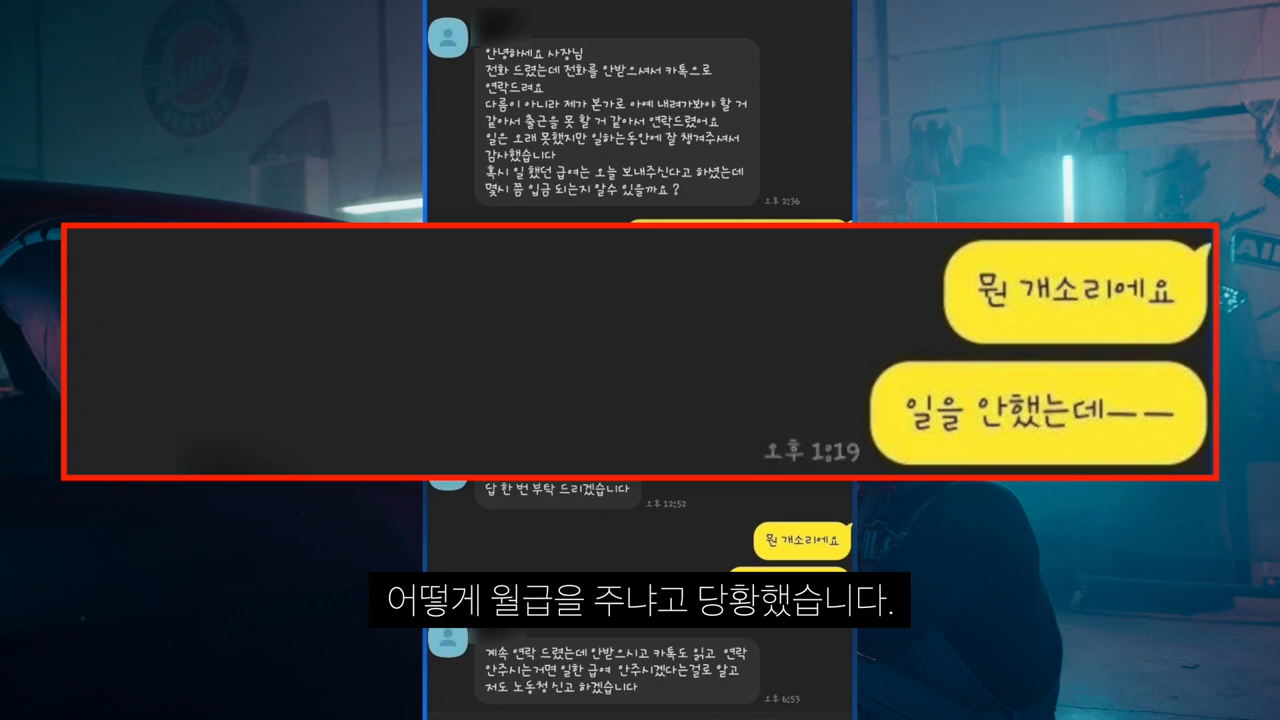 안녕하세요 사장님
전화 드렸는데 전화를 안받으셔서 카톡으로
연락드려요
다름이 아니라 제가 본가로 아예 내려가봐야 할 거
같아서 출근을 못 할 거 같아서 연락드렸어요
일은 오래 못했지만 일하는동안에 잘 챙겨주셔서
감사했습니다
혹시 일 했던 급여는 오늘 보내주신다고 하셨는데
몇시 쯤 입금 되는지 알수 있을까요 ?
오후 2:36
뭔 개소리에요
일을 안했는데ㅡㅡ
오후 1:19
답 한 번 부탁 드리겠습니다
오후 12:52
뭔 개소리에요
어떻게 월급을 주냐고 당황했습니다.
계속 연락 드렸는데 안받으시고 카톡도 읽고 연락
안주시는거면 일한 급여 안주시겠다는걸로 알고
저도 노동청 신고 하겠습니다
오후 6:53